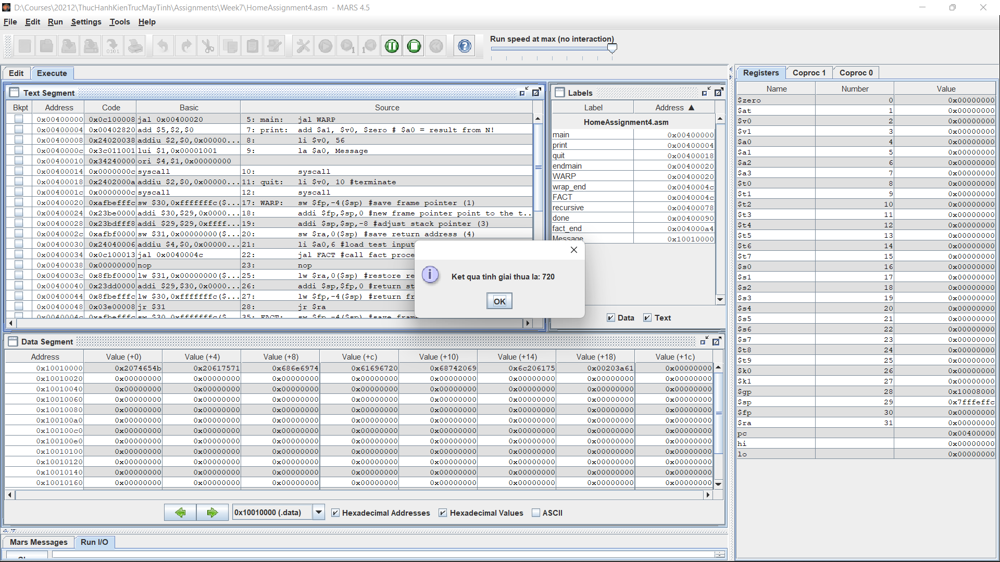 D:\Courses\20212\ThucHanhKienTrucMayTinh\Assignments\Week7\HomeAssignment4.asm - MARS 4.5
File Edit Run Settings Tools Help
Run speed at max (no interaction)
Edit Execute
Text Segment
Bkpt Address Code Basic Source
0x00400000 0x0c100008 jal 0x00400020 5: main: jal WARP
0x00400004 0x00402820 add $5,$2,$0 7: print: add $a1, $v0, $zero # $a0 = result from N!
0x00400008 0x24020038 addiu $2,$0,0x00000... 8: li $v0, 56
0x0040000c 0x3c011001 lui $1,0x00001001 9: la $a0, Message
0x00400010 0x34240000 ori $4,$1,0x00000000
0x00400014 0x0000000c syscall 10: syscall
0x00400018 0x2402000a addiu $2,$0,0x00000... 11: quit: li $v0, 10 #terminate
0x0040001c 0x0000000c syscall 12: syscall
0x00400020 0xafbefffc sw $30,0xfffffffc($... 17: WARP: sw $fp,-4($sp) #save frame pointer (1)
0x00400024 0x23be0000 addi $30,$29,0x0000... 18: addi $fp,$sp,0 #new frame pointer point to the t...
0x00400028 0x23bdfff8 addi $29,$29,0xffff... 19: addi $sp,$sp,-8 #adjust stack pointer (3)
0x0040002c 0xafbf0000 sw $31,0x00000000($... 20: sw $ra,0($sp) #save return address (4)
0x00400030 0x24040006 addiu $4,$0,0x00000... 21: li $a0,6 #load test input
0x00400034 0x0c100013 jal 0x0040004c 22: jal FACT #call fact proce
0x00400038 0x00000000 nop 23: nop
0x0040003c 0x8fbf0000 lw $31,0x00000000($... 25: lw $ra,0($sp) #restore re
0x00400040 0x23dd0000 addi $29,$30,0x0000... 26: addi $sp,$fp,0 #return st
0x00400044 0x8fbefffc lw $30,0xfffffffc($... 27: lw $fp,-4($sp) #return fr
0x00400048 0x03e00008 jr $31 28: jr $ra
0x0040004c 0xafbefffc sw $30,0xfffffffc($ 35: FACT: sw $fp,-4($sp) #save fram
Labels
Label Address ▲
HomeAssignment4.asm
main 0x00400000
print 0x00400004
quit 0x00400018
endmain 0x00400020
WARP 0x00400020
wrap_end 0x0040004c
FACT 0x0040004c
recursive 0x00400078
done 0x00400090
fact_end 0x004000a4
Message 0x10010000
Data Text
Ket qua tinh giai thua la: 720
OK
Data Segment
Address Value (+0) Value (+4) Value (+8) Value (+c) Value (+10) Value (+14) Value (+18) Value (+1c)
0x10010000 0x2074654b 0x20617571 0x686e6974 0x61696720 0x68742069 0x6c206175 0x00203a61 0x00000000
0x10010020 0x00000000 0x00000000 0x00000000 0x00000000 0x00000000 0x00000000 0x00000000 0x00000000
0x10010040 0x00000000 0x00000000 0x00000000 0x00000000 0x00000000 0x00000000 0x00000000 0x00000000
0x10010060 0x00000000 0x00000000 0x00000000 0x00000000 0x00000000 0x00000000 0x00000000 0x00000000
0x10010080 0x00000000 0x00000000 0x00000000 0x00000000 0x00000000 0x00000000 0x00000000 0x00000000
0x100100a0 0x00000000 0x00000000 0x00000000 0x00000000 0x00000000 0x00000000 0x00000000 0x00000000
0x100100c0 0x00000000 0x00000000 0x00000000 0x00000000 0x00000000 0x00000000 0x00000000 0x00000000
0x100100e0 0x00000000 0x00000000 0x00000000 0x00000000 0x00000000 0x00000000 0x00000000 0x00000000
0x10010100 0x00000000 0x00000000 0x00000000 0x00000000 0x00000000 0x00000000 0x00000000 0x00000000
0x10010120 0x00000000 0x00000000 0x00000000 0x00000000 0x00000000 0x00000000 0x00000000 0x00000000
0x10010140 0x00000000 0x00000000 0x00000000 0x00000000 0x00000000 0x00000000 0x00000000 0x00000000
0x10010160 0x00000000 0x00000000 0x00000000 0x00000000 0x00000000 0x00000000 0x00000000 0x00000000
0x10010000 (.data) Hexadecimal Addresses Hexadecimal Values ASCII
Mars Messages Run I/O
Registers Coproc 1 Coproc 0
Name Number Value
$zero 0 0x00000000
$at 1 0x00000000
$v0 2 0x00000000
$v1 3 0x00000000
$a0 4 0x00000000
$a1 5 0x00000000
$a2 6 0x00000000
$a3 7 0x00000000
$t0 8 0x00000000
$t1 9 0x00000000
$t2 10 0x00000000
$t3 11 0x00000000
$t4 12 0x00000000
$t5 13 0x00000000
$t6 14 0x00000000
$t7 15 0x00000000
$s0 16 0x00000000
$s1 17 0x00000000
$s2 18 0x00000000
$s3 19 0x00000000
$s4 20 0x00000000
$s5 21 0x00000000
$s6 22 0x00000000
$s7 23 0x00000000
$t8 24 0x00000000
$t9 25 0x00000000
$k0 26 0x00000000
$k1 27 0x00000000
$gp 28 0x10008000
$sp 29 0x7fffeffc
$fp 30 0x00000000
$ra 31 0x00000000
pc 0x00400000
hi 0x00000000
lo 0x00000000